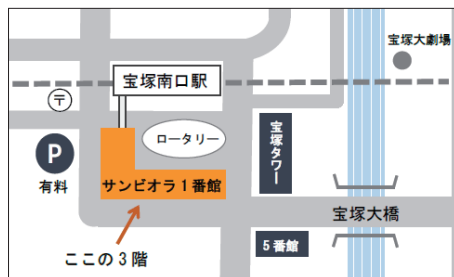 宝塚大劇場
宝塚南口駅
〒
ロータリー
宝塚タワー
P
有料
サンビオラ1番館
宝塚大橋
5番館
ここの3階